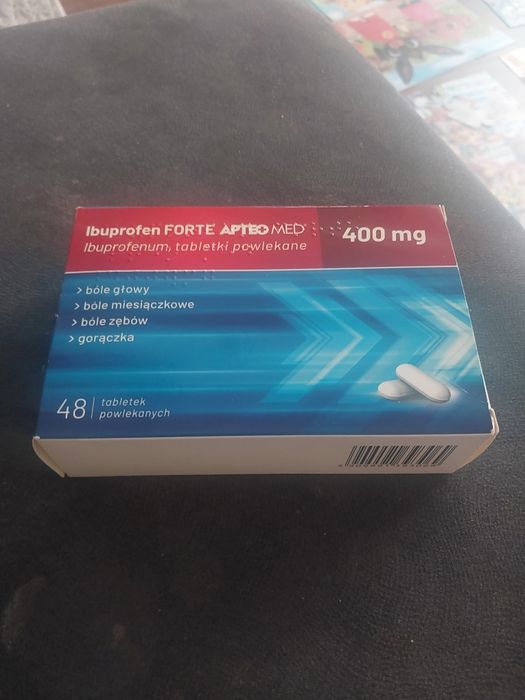 Ibuprofen FORTE APTEO MED
Ibuprofenum, tabletki powlekane
400 mg
> bóle głowy
> bóle miesiączkowe
> bóle zębów
> gorączka
48 tabletek
powlekanych